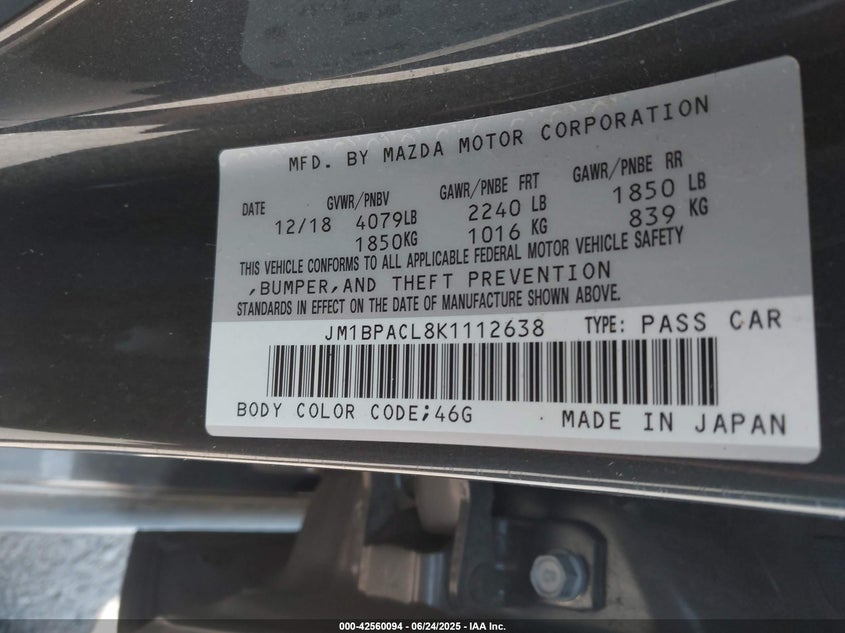 MFD. BY MAZDA MOTOR CORPORATION
DATE GVWR/PNBV GAWR/PNBE FRT GAWR/PNBE RR
12/18 4079LB 2240 LB 1850 LB
1850KG 1016 KG 839 KG
THIS VEHICLE CONFORMS TO ALL APPLICABLE FEDERAL MOTOR VEHICLE SAFETY
,BUMPER,AND THEFT PREVENTION
STANDARDS IN EFFECT ON THE DATE OF MANUFACTURE SHOWN ABOVE.
JM1BPACL8K1112638 TYPE: PASS CAR
BODY COLOR CODE;46G MADE IN JAPAN
000-42560094 - 06/24/2025 - IAA Inc.